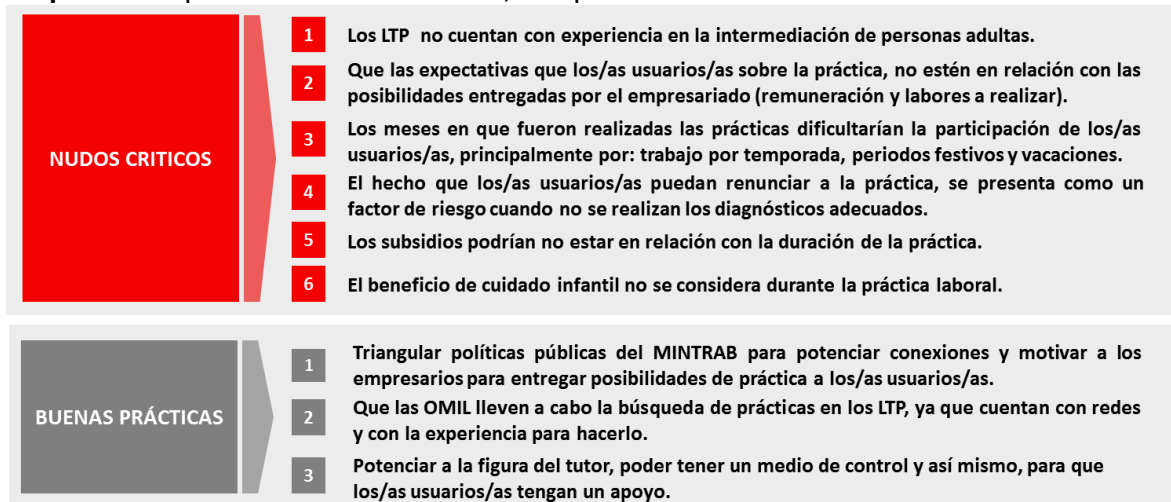 NUDOS CRITICOS
1
Los LTP no cuentan con experiencia en la intermediación de personas adultas.
2
Que las expectativas que los/as usuarios/as sobre la práctica, no estén en relación con las
posibilidades entregadas por el empresariado (remuneración y labores a realizar).
3
Los meses en que fueron realizadas las prácticas dificultarían la participación de los/as
usuarios/as, principalmente por: trabajo por temporada, periodos festivos y vacaciones.
4
El hecho que los/as usuarios/as puedan renunciar a la práctica, se presenta como un
factor de riesgo cuando no se realizan los diagnósticos adecuados.
5
Los subsidios podrían no estar en relación con la duración de la práctica.
6
El beneficio de cuidado infantil no se considera durante la práctica laboral.
BUENAS PRÁCTICAS
1
Triangular políticas públicas del MINTRAB para potenciar conexiones y motivar a los
empresarios para entregar posibilidades de práctica a los/as usuarios/as.
2
Que las OMIL lleven a cabo la búsqueda de prácticas en los LTP, ya que cuentan con redes
y con la experiencia para hacerlo.
3
Potenciar a la figura del tutor, poder tener un medio de control y así mismo, para que
los/as usuarios/as tengan un apoyo.